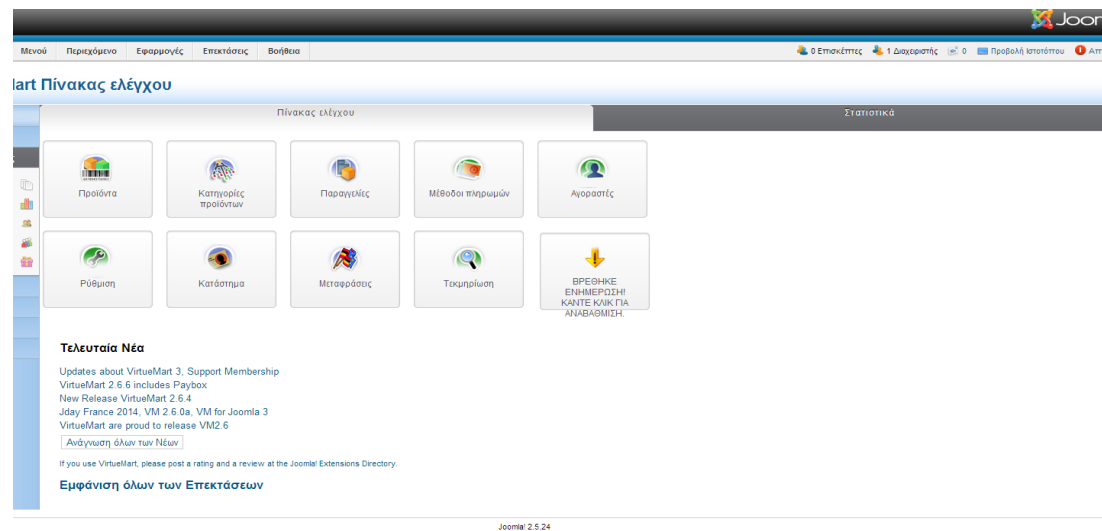 Joor
Μενού Περιεχόμενο Εφαρμογές Επεκτάσεις Βοήθεια 0 Επισκέπτες 1 Διαχειριστής 0 Προβολή Ιστοτόπου Απ
lart Πίνακας ελέγχου
Πίνακας ελέγχου Στατιστικά
Προϊόντα
Κατηγορίες
προϊόντων
Παραγγελίες
Μέθοδοι πληρωμών
Αγοραστές
Ρύθμιση
Κατάστημα
Μεταφράσεις
Τεκμηρίωση
ΒΡΕΘΗΚΕ
ΕΝΗΜΕΡΩΣΗ!
ΚΑΝΤΕ ΚΛΙΚ ΓΙΑ
ΑΝΑΒΑΘΜΙΣΗ.
Τελευταία Νέα
Updates about VirtueMart 3, Support Membership
VirtueMart 2.6.6 includes Paybox
New Release VirtueMart 2.6.4
Jday France 2014, VM 2.6.0a, VM for Joomla 3
VirtueMart are proud to release VM2.6
Ανάγνωση όλων των Νέων
If you use VirtueMart, please post a rating and a review at the Joomla! Extensions Directory.
Εμφάνιση όλων των Επεκτάσεων
Joomla! 2.5.24